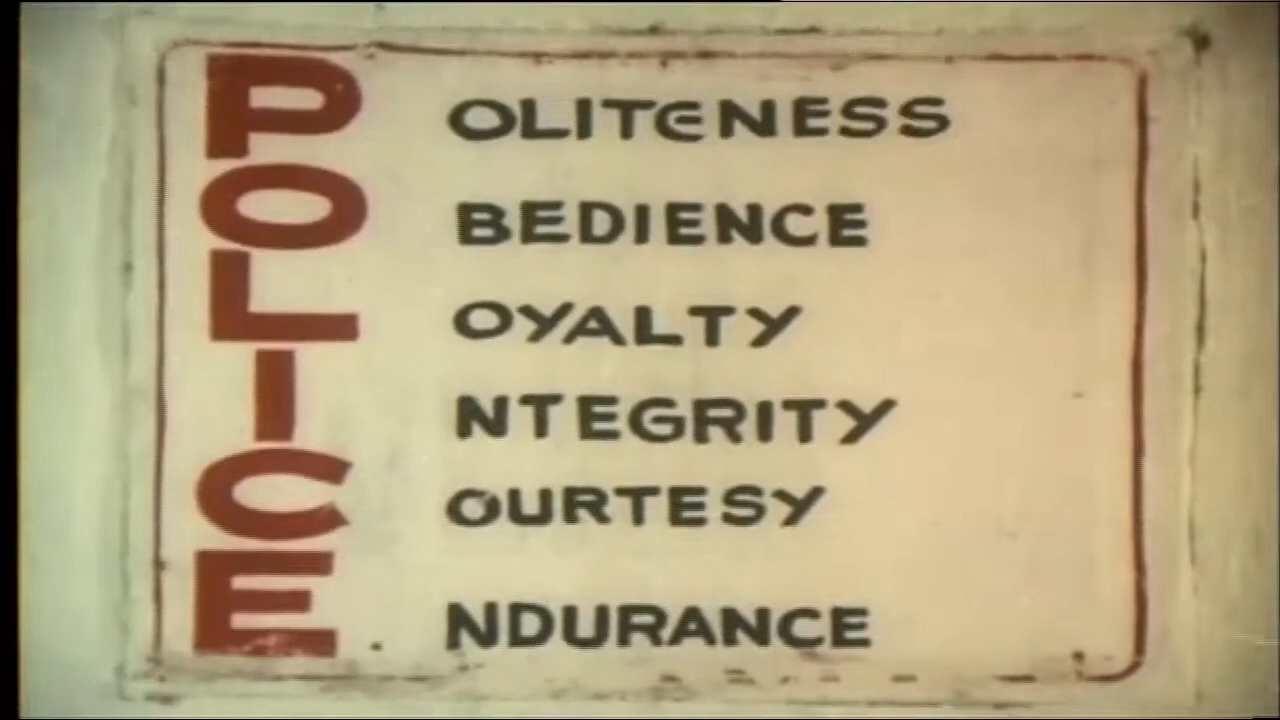 P OLITENESS
O BEDIENCE
L OYALTY
I NTEGRITY
C OURTESY
E NDURANCE